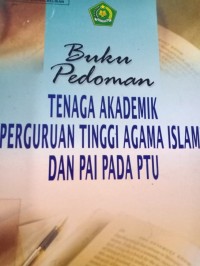 Buku
Pedoman
TENAGA AKADEMIK
PERGURUAN TINGGI AGAMA ISLAM
DAN PAI PADA PTU